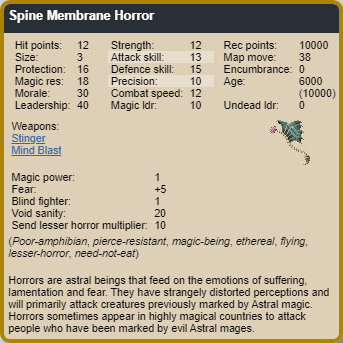 Spine Membrane Horror
Hit points: 12 Strength: 12 Rec points: 10000
Size: 3 Attack skill: 13 Map move: 38
Protection: 16 Defence skill: 15 Encumbrance: 0
Magic res: 18 Precision: 10 Age: 6000
Morale: 30 Combat speed: 12 (10000)
Leadership: 40 Magic ldr: 10 Undead ldr: 0
Weapons:
Stinger
Mind Blast
Magic power: 1
Fear: +5
Blind fighter: 1
Void sanity: 20
Send lesser horror multiplier: 10
(Poor-amphibian, pierce-resistant, magic-being, ethereal, flying,
lesser-horror, need-not-eat)
Horrors are astral beings that feed on the emotions of suffering,
lamentation and fear. They have strangely distorted perceptions and
will primarily attack creatures previously marked by Astral magic.
Horrors sometimes appear in highly magical countries to attack
people who have been marked by evil Astral mages.